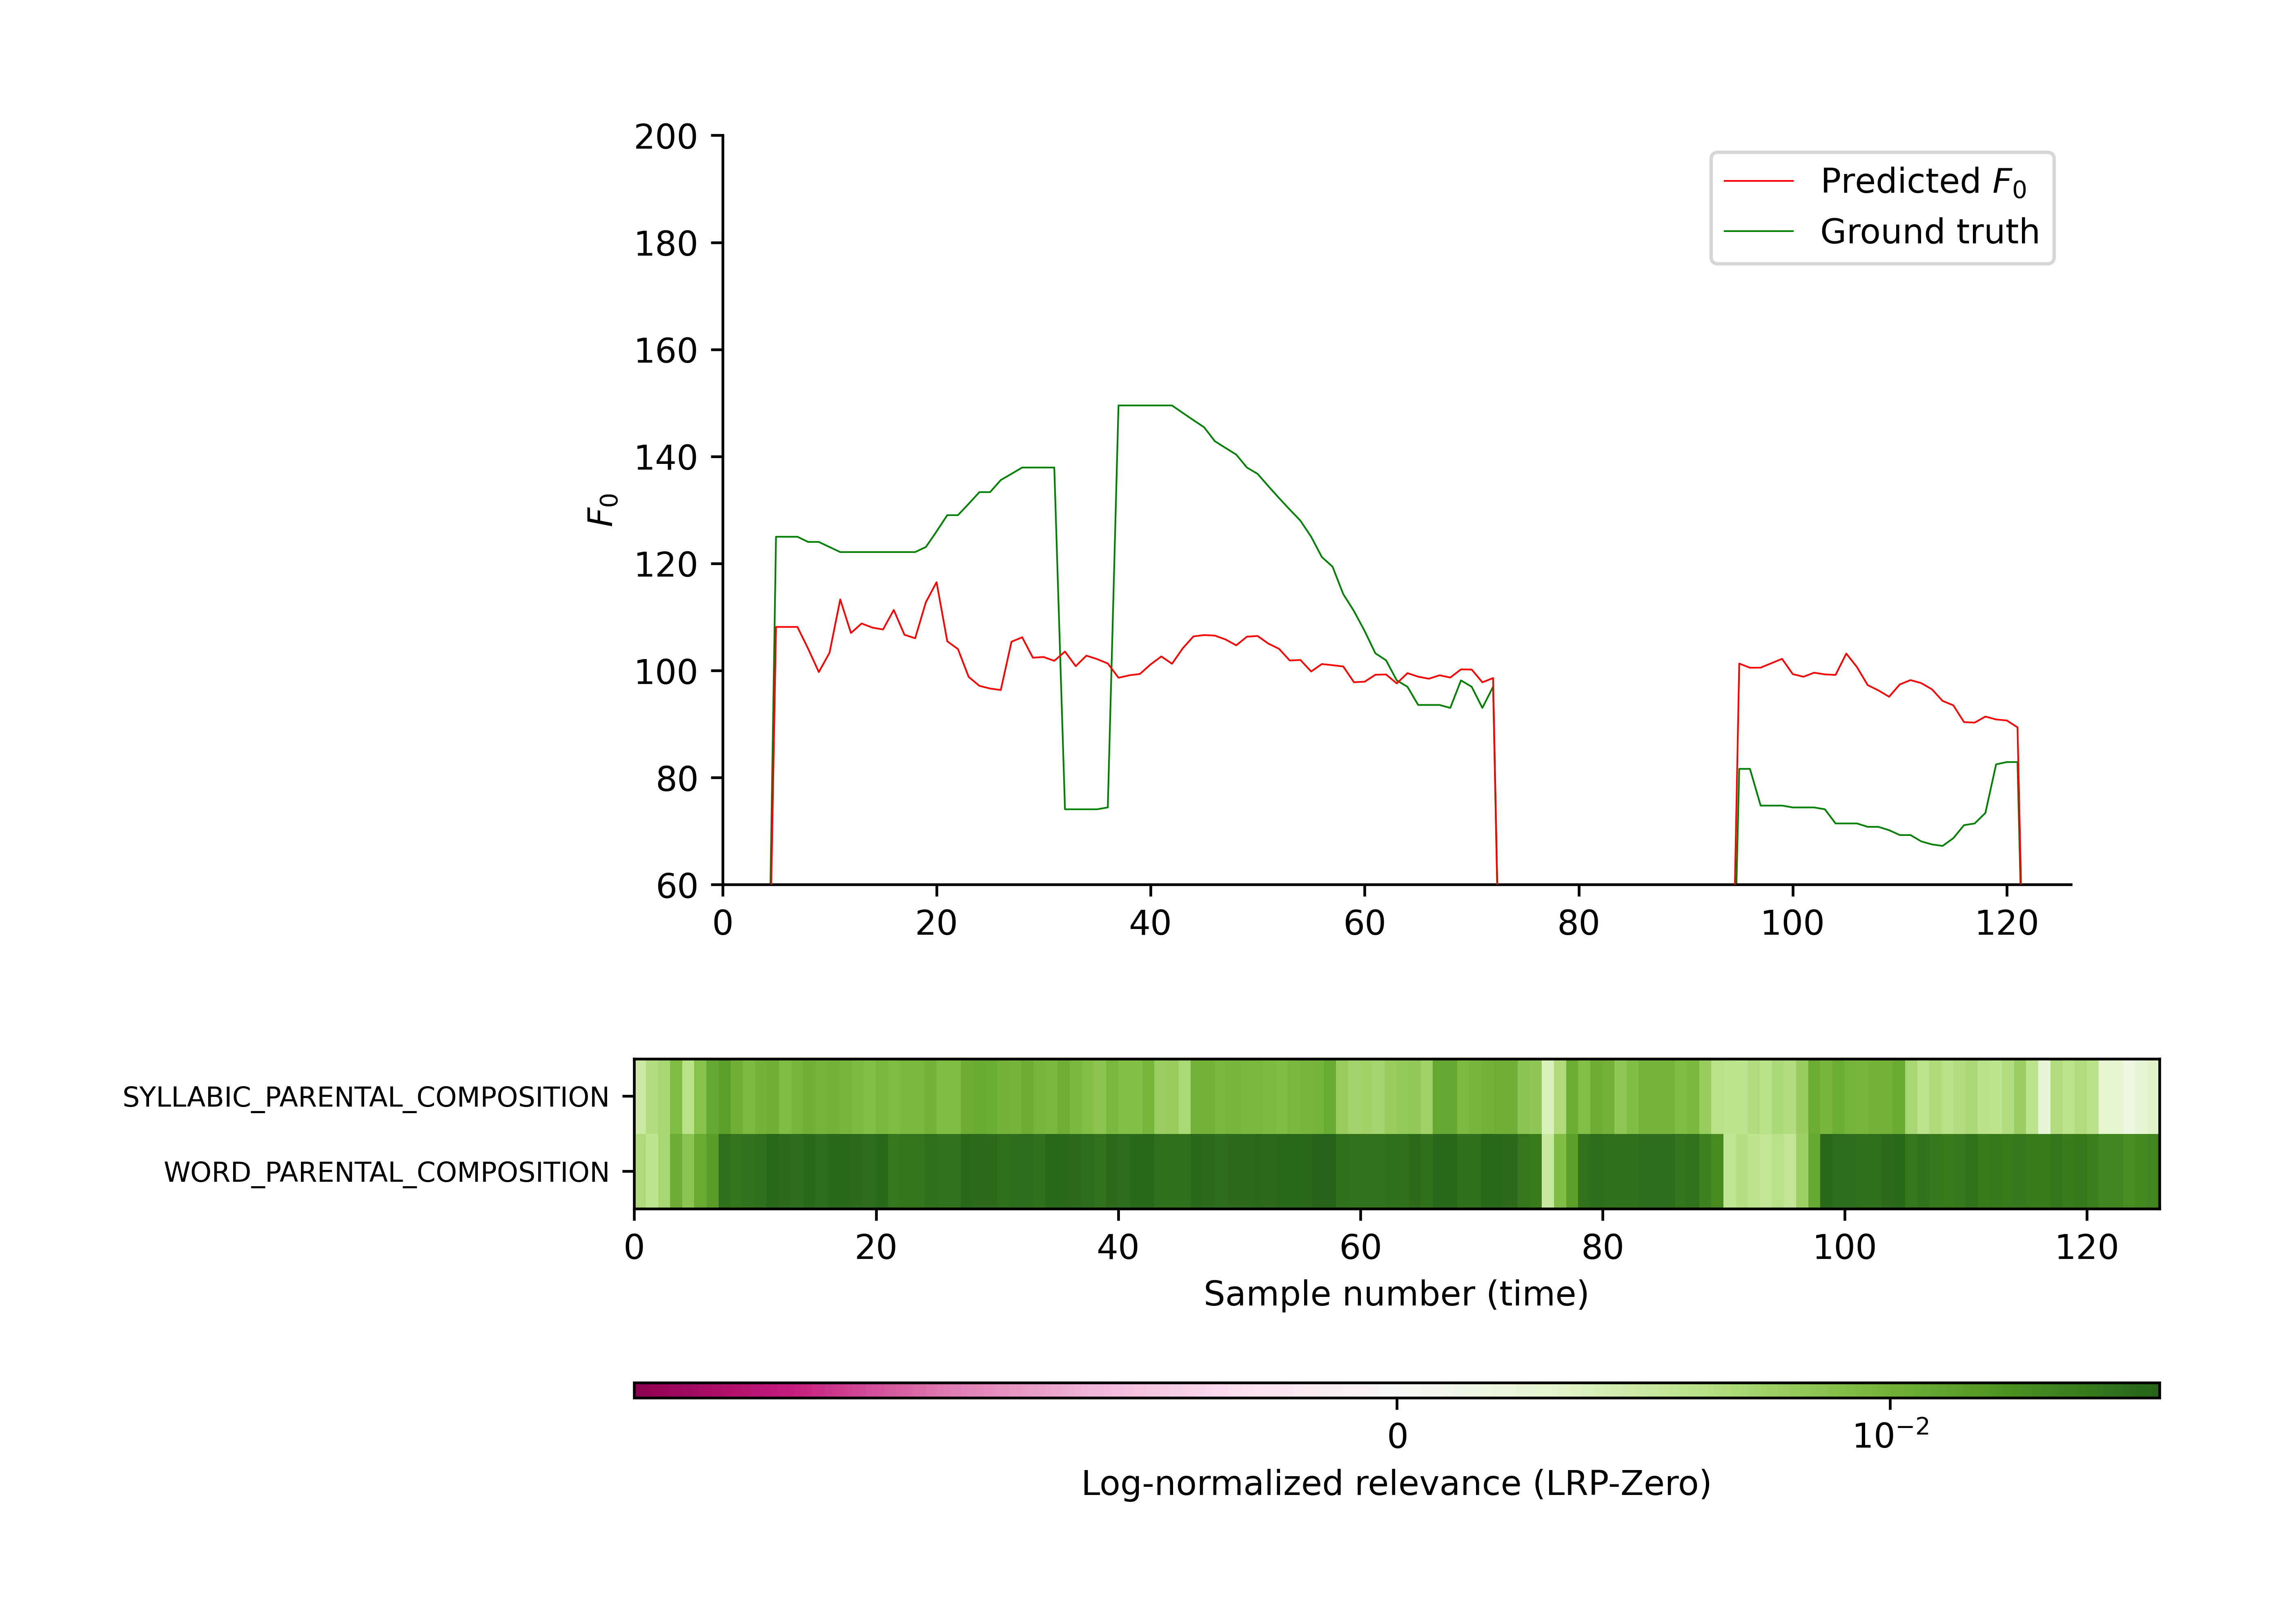 200
180
160
140
120
100
80
60
F₀
Predicted F₀
Ground truth
0 20 40 60 80 100 120
SYLLABIC_PARENTAL_COMPOSITION
WORD_PARENTAL_COMPOSITION
0 20 40 60 80 100 120
Sample number (time)
0 10⁻²
Log-normalized relevance (LRP-Zero)